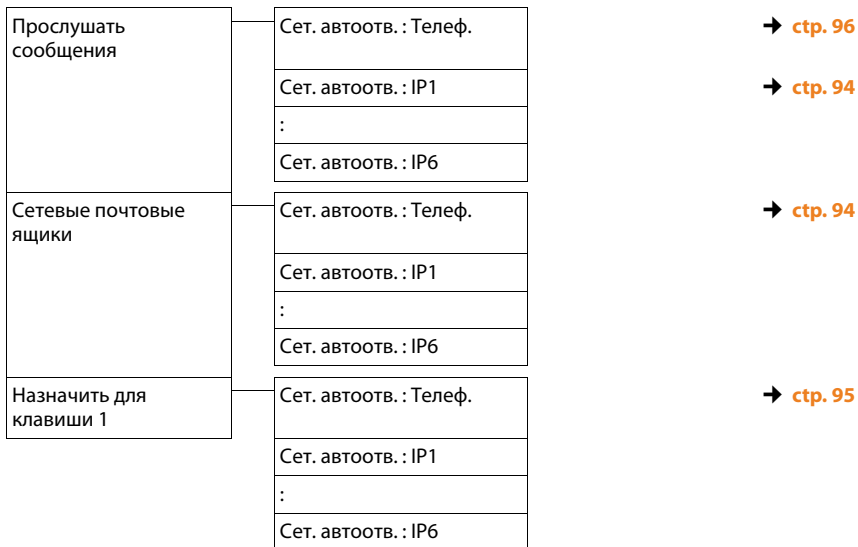 Прослушать Сет. автоотв. : Телеф. → стр. 96
сообщения
Сет. автоотв. : IP1 → стр. 94
:
Сет. автоотв. : IP6
Сетевые почтовые Сет. автоотв. : Телеф. → стр. 94
ящики
Сет. автоотв. : IP1
:
Сет. автоотв. : IP6
Назначить для Сет. автоотв. : Телеф. → стр. 95
клавиши 1
Сет. автоотв. : IP1
:
Сет. автоотв. : IP6